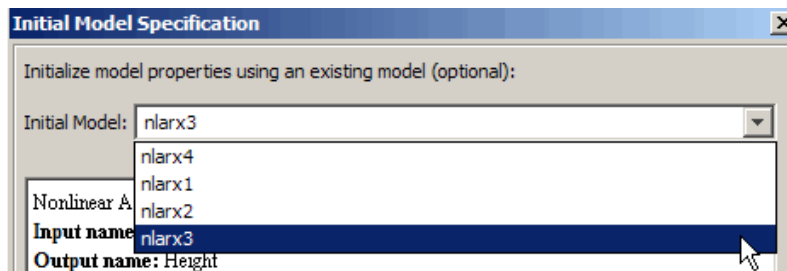 Initial Model Specification
Initialize model properties using an existing model (optional):
Initial Model: nlarx3
nlarx4
nlarx1
nlarx2
nlarx3
Nonlinear A
Input name
Output name: Height